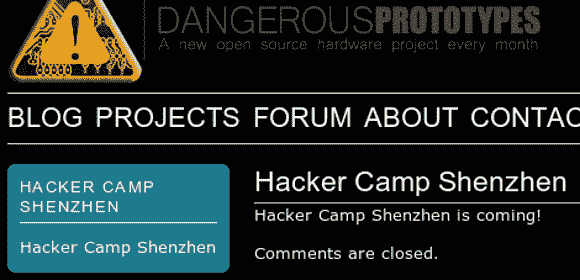 DANGEROUSPROTOTYPES
A new open source hardware project every month
BLOG PROJECTS FORUM ABOUT CONTAC
HACKER CAMP
SHENZHEN
Hacker Camp Shenzhen
Hacker Camp Shenzhen
Hacker Camp Shenzhen is coming!
Comments are closed.